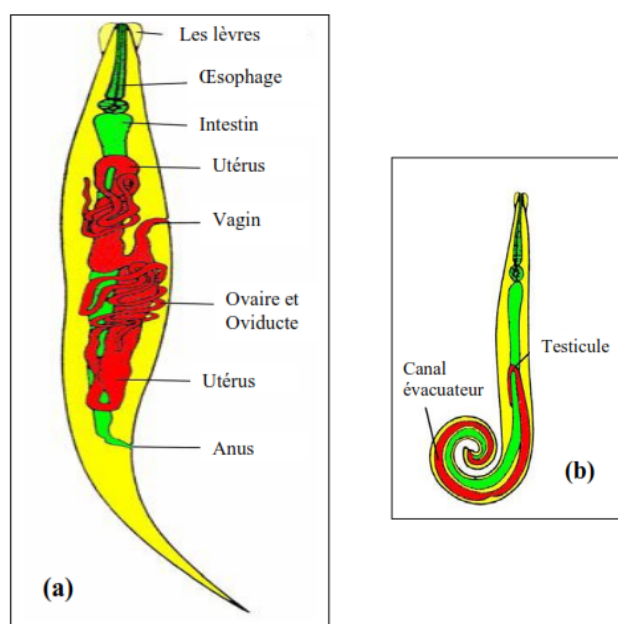 Les lèvres
Œsophage
Intestin
Utérus
Vagin
Ovaire et
Oviducte
Utérus
Anus
(a)
Testicule
Canal
évacuateur
(b)